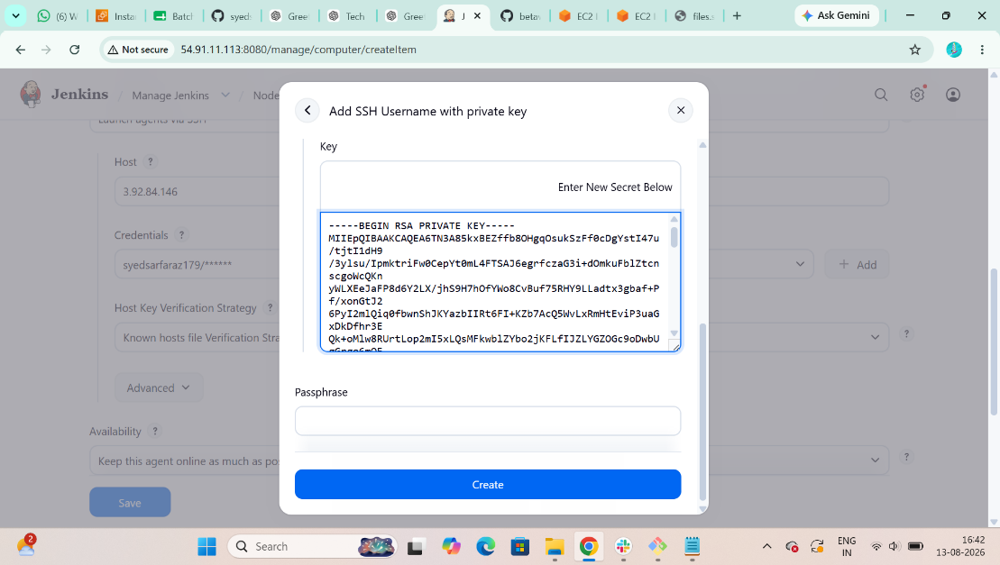 (6) W
Insta
Batch
syeds
Gree
Tech
Gree
J
beta
EC2
EC2
files.s
Ask Gemini
Not secure
54.91.11.113:8080/manage/computer/createItem
Jenkins / Manage Jenkins / Node
Add SSH Username with private key
Launch agents via SSH
Key
Host ?
Enter New Secret Below
3.92.84.146
-----BEGIN RSA PRIVATE KEY-----
MIIEpQIBAAKCAQEA6TN3A85kxBEZffb8OHgqOsukSzFf0cDgYstI47u
/tjtI1dH9
/3ylsu/IpmktriFw0CepYt0mL4FTSAJ6egrfczaG3i+dOmkuFblZtcn
scgoWcQKn
yWLXEeJaFP8d6Y2LX/jhS9H7hOfYWo8CvBuf75RHY9LLadtx3gbaf+P
f/xonGtJ2
6PyI2mlQiq0fbwnShJKYazbIIRt6FI+KZb7AcQ5WvLxRmHtEviP3uaG
xDkDfhr3E
Qk+oMlw8RUrtLop2mI5xLQsMFkwblZYbo2jKFLfIJZLYGZOGc9oDwbU
Credentials ?
syedsarfaraz179/******
Add
Host Key Verification Strategy ?
Known hosts file Verification Stra
?
Advanced
Passphrase
Availability ?
Keep this agent online as much as po
?
Create
Save
2
Search
ENG
IN
16:42
13-08-2026